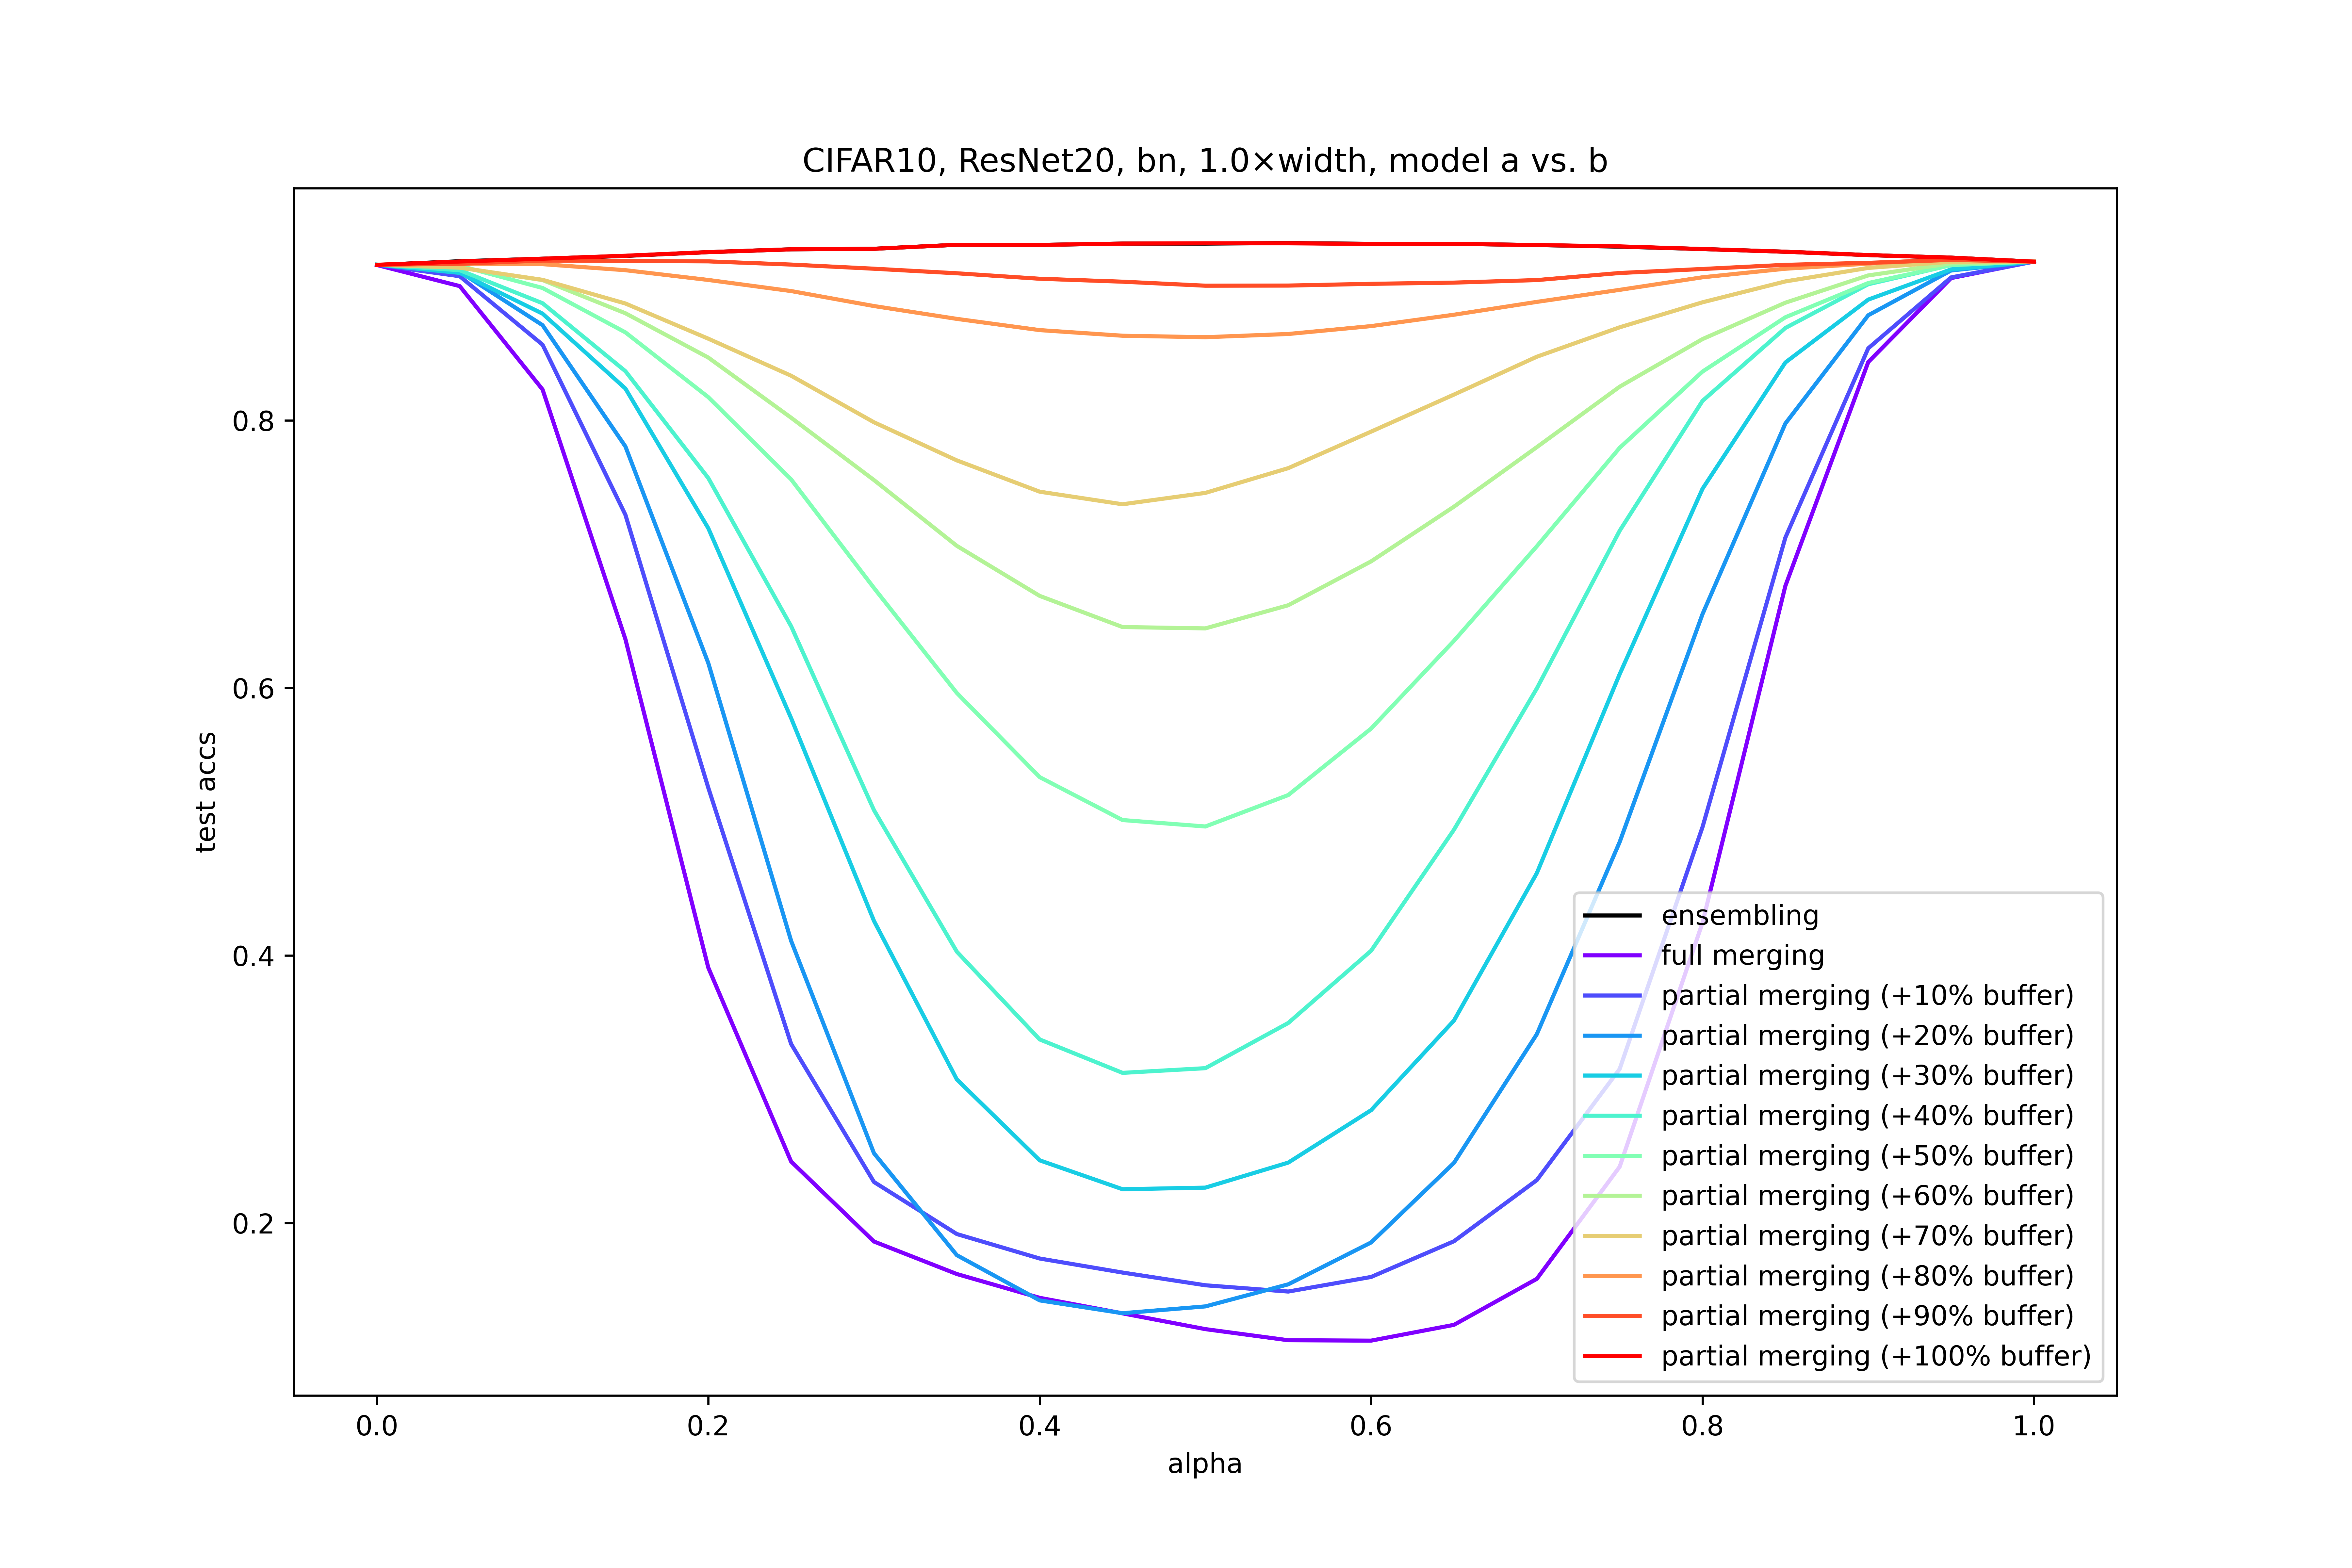 CIFAR10, ResNet20, bn, 1.0×width, model a vs. b
test accs
0.8
0.6
0.4
0.2
0.0 0.2 0.4 0.6 0.8 1.0
alpha
ensembling
full merging
partial merging (+10% buffer)
partial merging (+20% buffer)
partial merging (+30% buffer)
partial merging (+40% buffer)
partial merging (+50% buffer)
partial merging (+60% buffer)
partial merging (+70% buffer)
partial merging (+80% buffer)
partial merging (+90% buffer)
partial merging (+100% buffer)